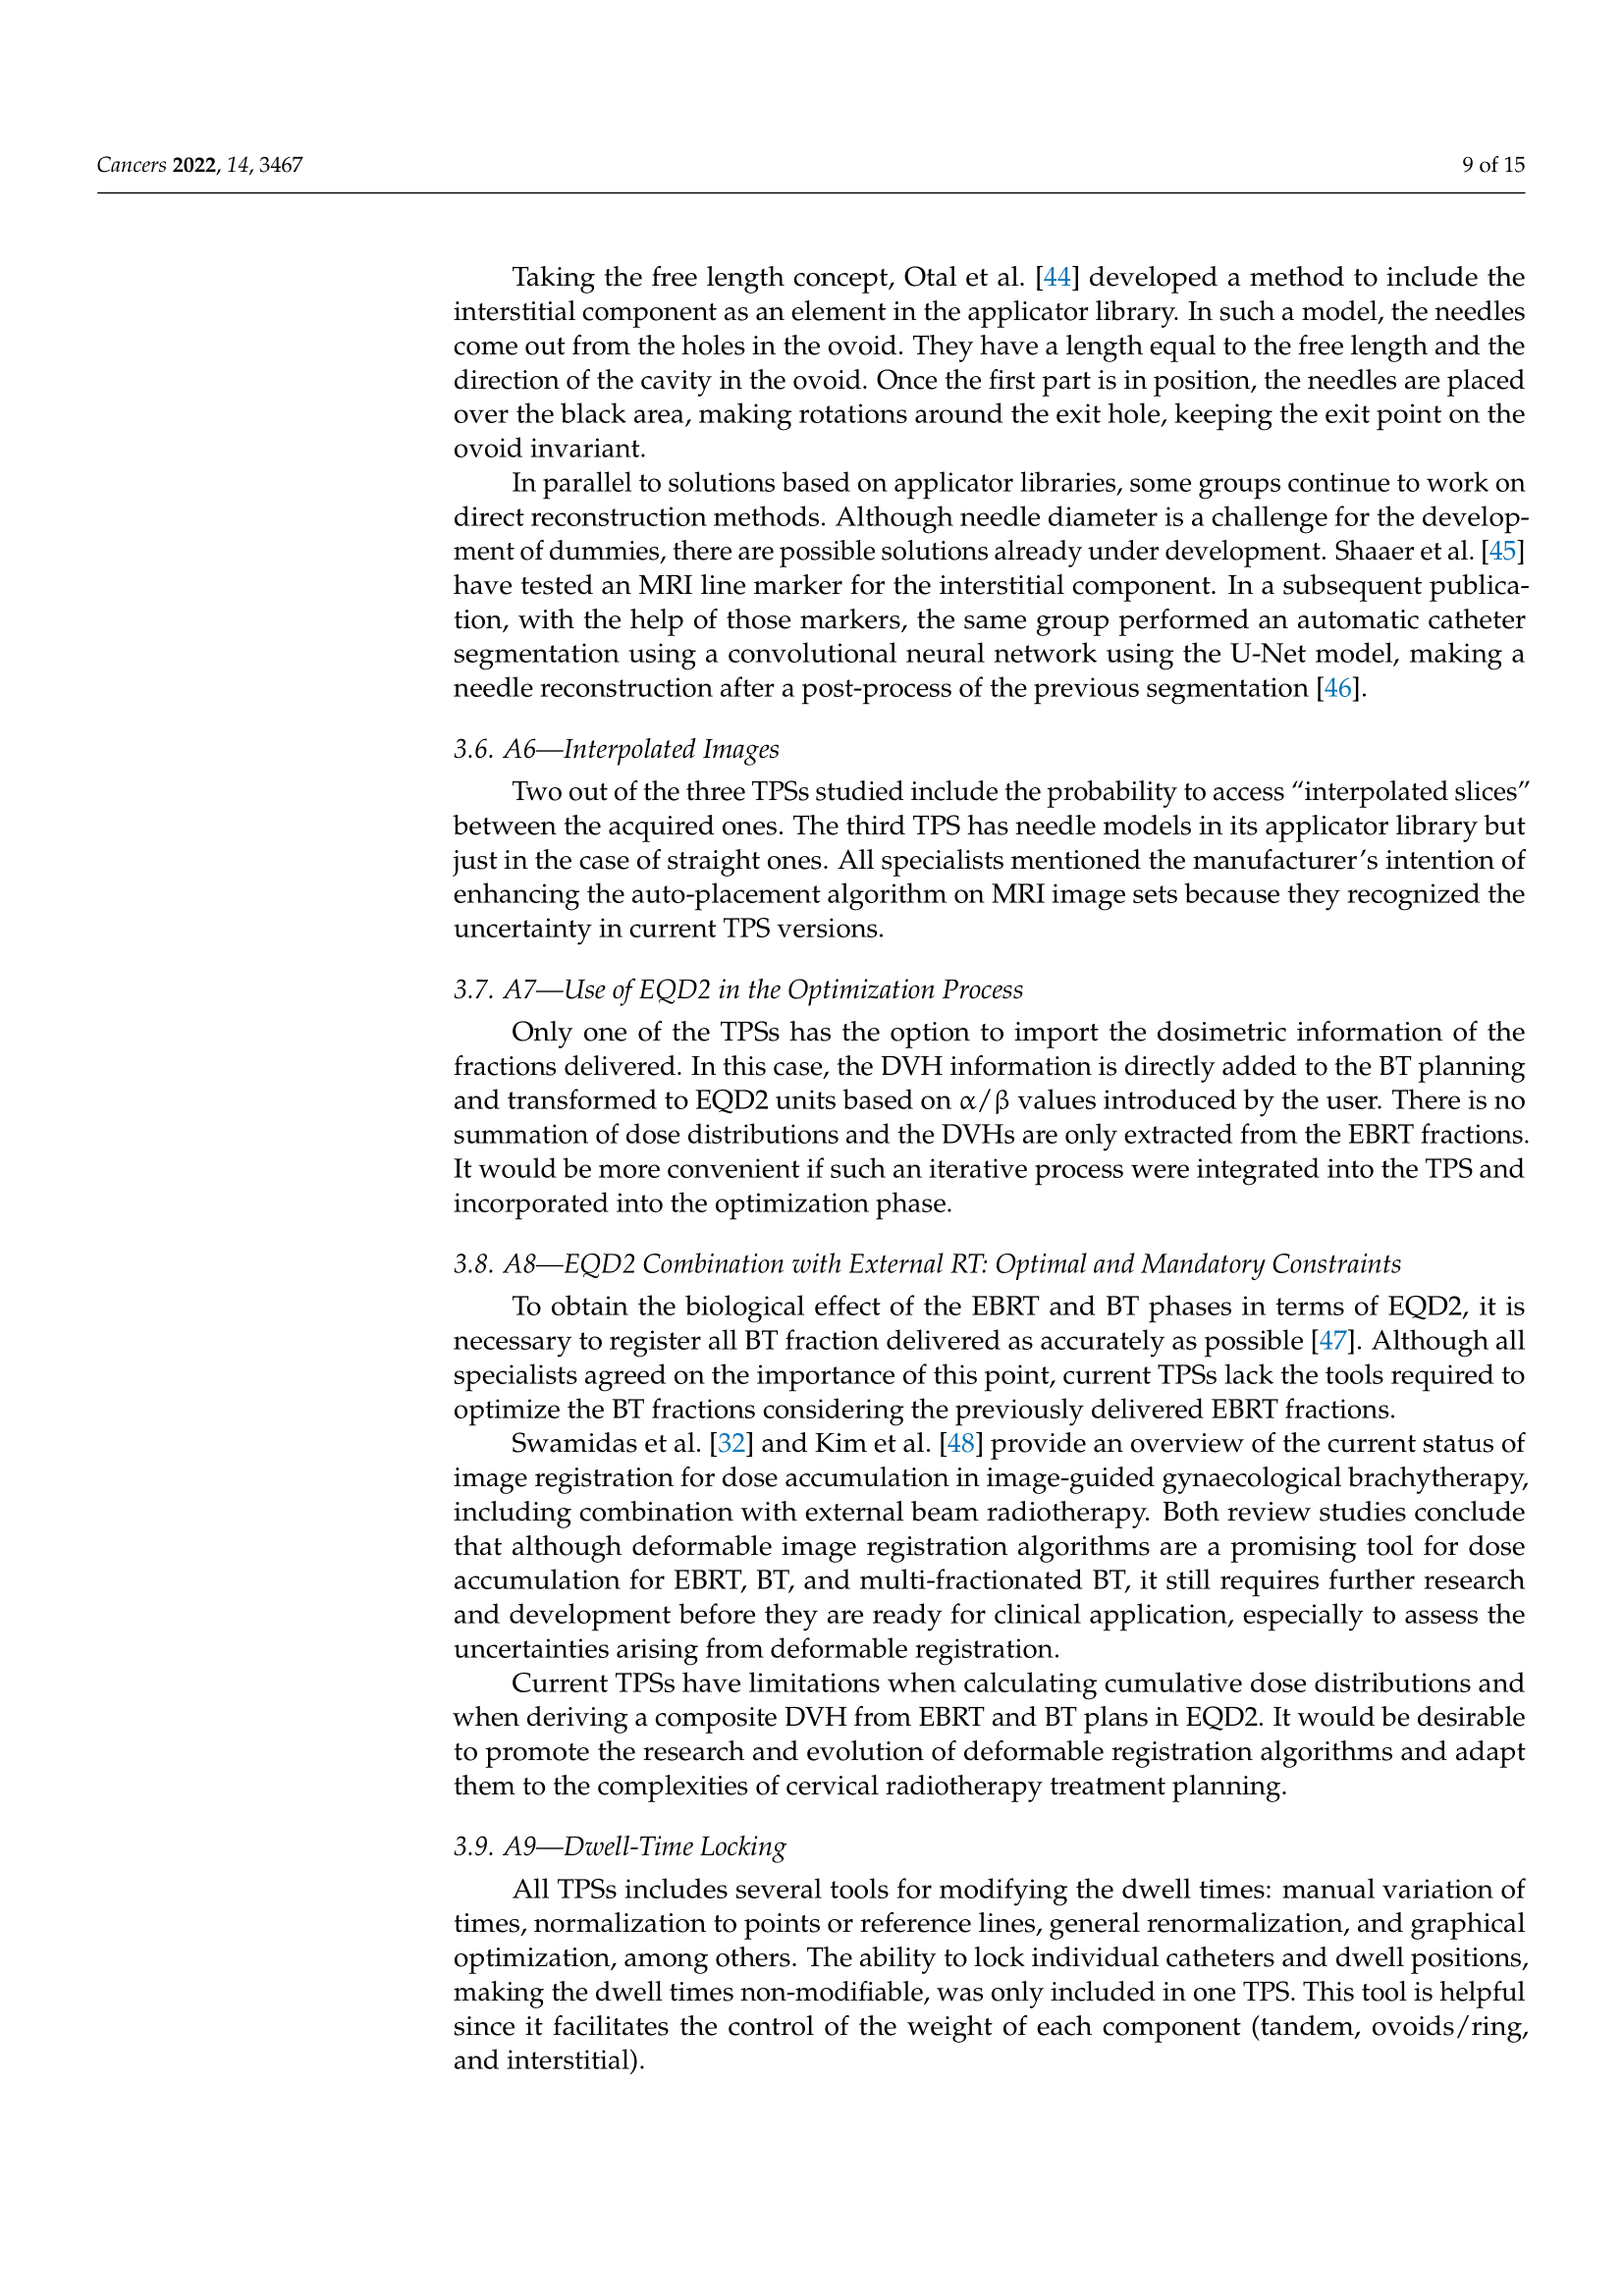 Cancers 2022, 14, 3467
9 of 15
Taking the free length concept, Otal et al. [44] developed a method to include the
interstitial component as an element in the applicator library. In such a model, the needles
come out from the holes in the ovoid. They have a length equal to the free length and the
direction of the cavity in the ovoid. Once the first part is in position, the needles are placed
over the black area, making rotations around the exit hole, keeping the exit point on the
ovoid invariant.
In parallel to solutions based on applicator libraries, some groups continue to work on
direct reconstruction methods. Although needle diameter is a challenge for the develop-
ment of dummies, there are possible solutions already under development. Shaaer et al. [45]
have tested an MRI line marker for the interstitial component. In a subsequent publica-
tion, with the help of those markers, the same group performed an automatic catheter
segmentation using a convolutional neural network using the U-Net model, making a
needle reconstruction after a post-process of the previous segmentation [46].
3.6. A6—Interpolated Images
Two out of the three TPSs studied include the probability to access “interpolated slices”
between the acquired ones. The third TPS has needle models in its applicator library but
just in the case of straight ones. All specialists mentioned the manufacturer’s intention of
enhancing the auto-placement algorithm on MRI image sets because they recognized the
uncertainty in current TPS versions.
3.7. A7—Use of EQD2 in the Optimization Process
Only one of the TPSs has the option to import the dosimetric information of the
fractions delivered. In this case, the DVH information is directly added to the BT planning
and transformed to EQD2 units based on α/β values introduced by the user. There is no
summation of dose distributions and the DVHs are only extracted from the EBRT fractions.
It would be more convenient if such an iterative process were integrated into the TPS and
incorporated into the optimization phase.
3.8. A8—EQD2 Combination with External RT: Optimal and Mandatory Constraints
To obtain the biological effect of the EBRT and BT phases in terms of EQD2, it is
necessary to register all BT fraction delivered as accurately as possible [47]. Although all
specialists agreed on the importance of this point, current TPSs lack the tools required to
optimize the BT fractions considering the previously delivered EBRT fractions.
Swamidas et al. [32] and Kim et al. [48] provide an overview of the current status of
image registration for dose accumulation in image-guided gynaecological brachytherapy,
including combination with external beam radiotherapy. Both review studies conclude
that although deformable image registration algorithms are a promising tool for dose
accumulation for EBRT, BT, and multi-fractionated BT, it still requires further research
and development before they are ready for clinical application, especially to assess the
uncertainties arising from deformable registration.
Current TPSs have limitations when calculating cumulative dose distributions and
when deriving a composite DVH from EBRT and BT plans in EQD2. It would be desirable
to promote the research and evolution of deformable registration algorithms and adapt
them to the complexities of cervical radiotherapy treatment planning.
3.9. A9—Dwell-Time Locking
All TPSs includes several tools for modifying the dwell times: manual variation of
times, normalization to points or reference lines, general renormalization, and graphical
optimization, among others. The ability to lock individual catheters and dwell positions,
making the dwell times non-modifiable, was only included in one TPS. This tool is helpful
since it facilitates the control of the weight of each component (tandem, ovoids/ring,
and interstitial).